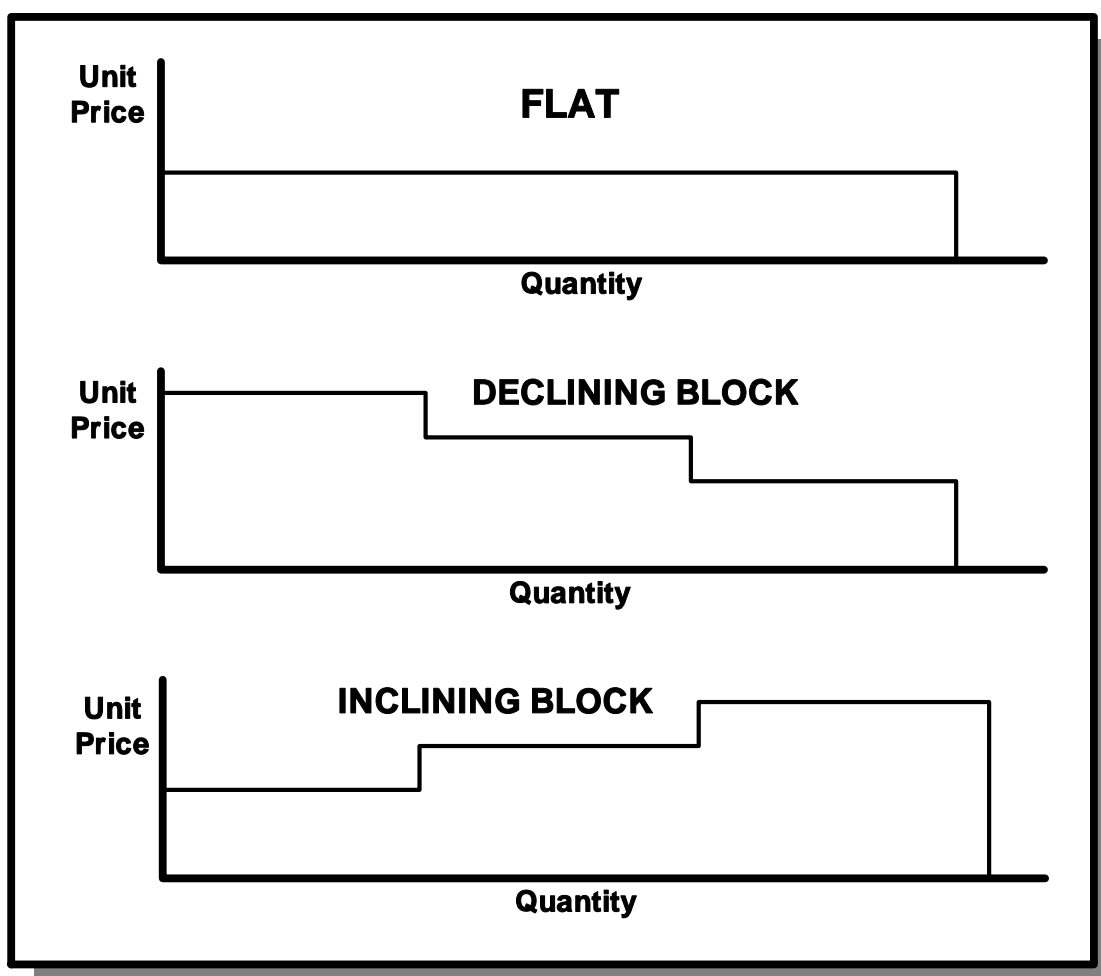 Unit
Price
FLAT
Quantity
Unit
Price
DECLINING BLOCK
Quantity
INCLINING BLOCK
Unit
Price
Quantity